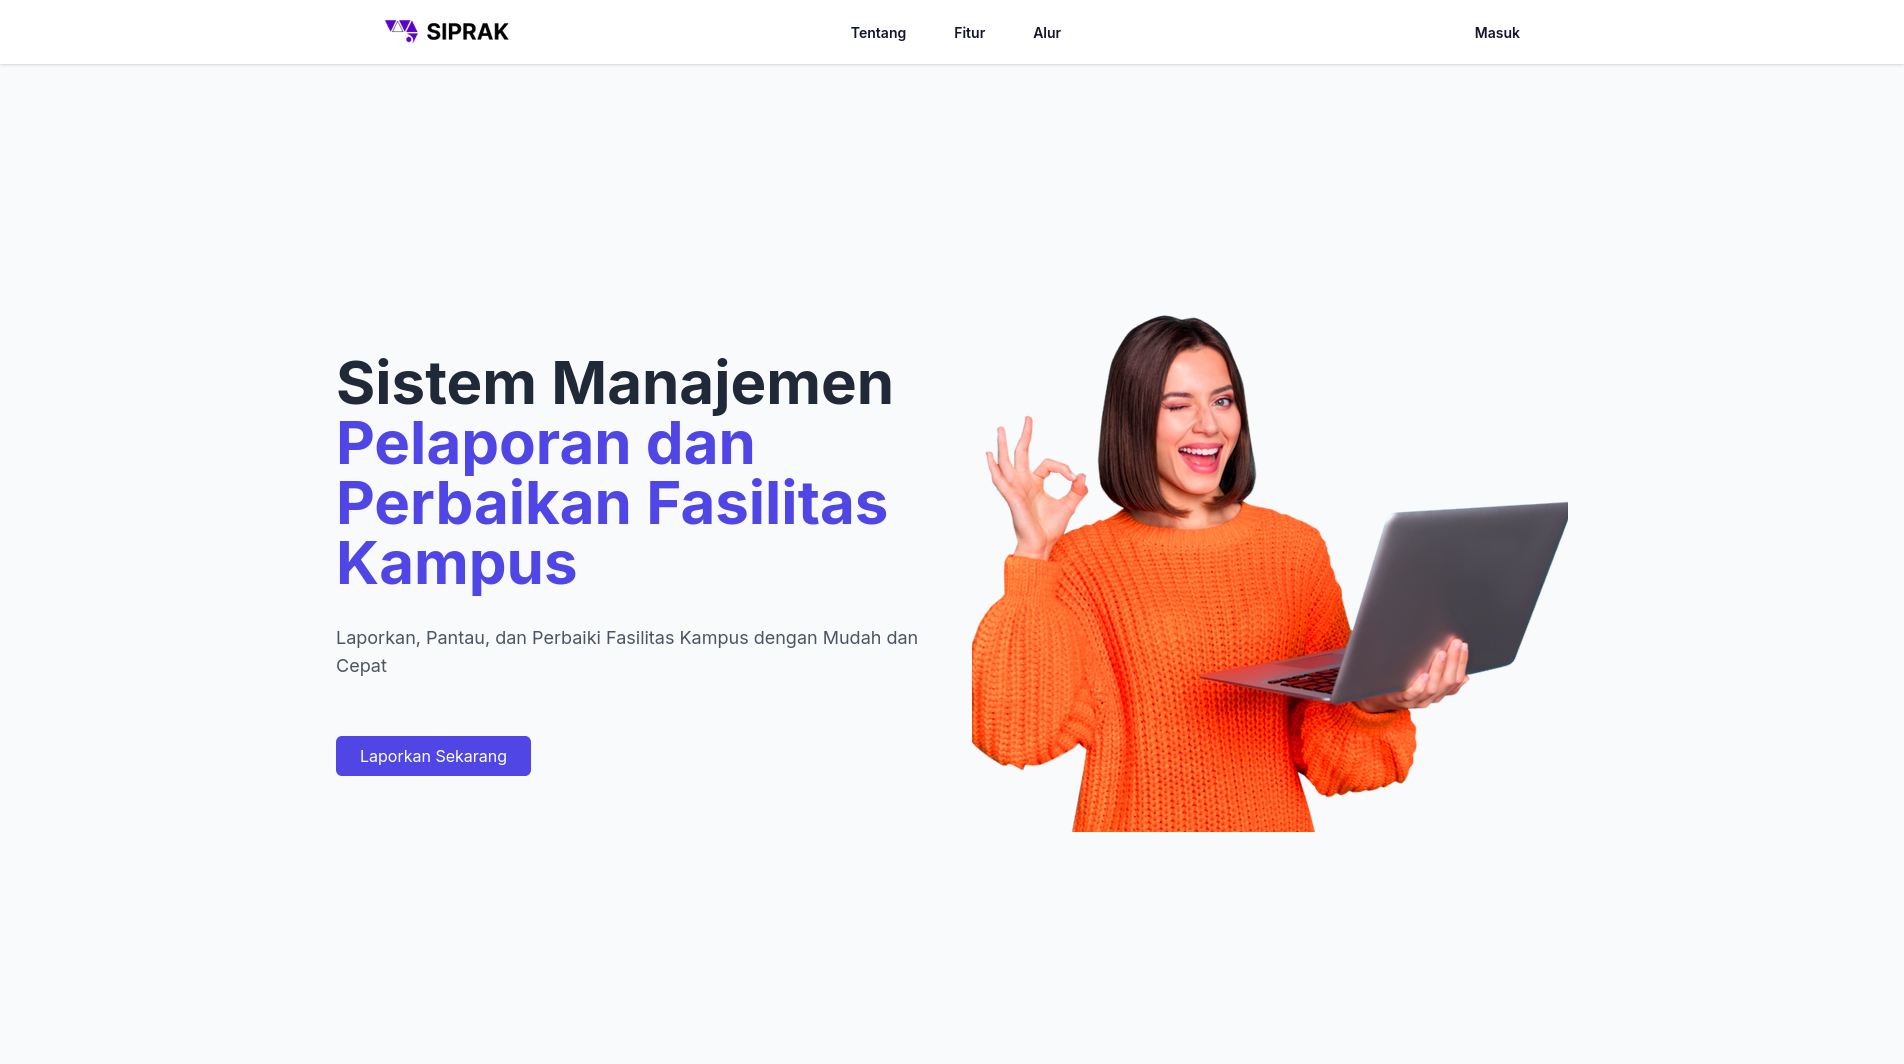 SIPRAK
Tentang
Fitur
Alur
Masuk
Sistem Manajemen
Pelaporan dan
Perbaikan Fasilitas
Kampus
Laporkan, Pantau, dan Perbaiki Fasilitas Kampus dengan Mudah dan
Cepat
Laporkan Sekarang